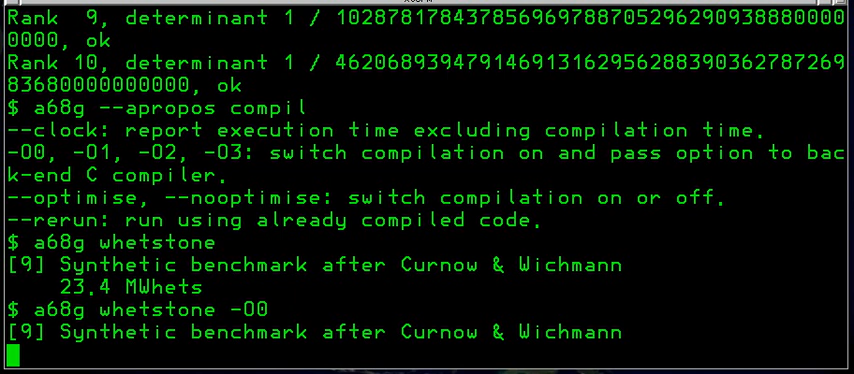 Rank  9, determinant 1 / 102878178437856969788705296290938880000
0000, ok
Rank 10, determinant 1 / 462068939479146913162956288390362787269
83680000000000, ok
$ a68g --apropos compil
--clock: report execution time excluding compilation time.
-O0, -O1, -O2, -O3: switch compilation on and pass option to bac
k-end C compiler.
--optimise, --nooptimise: switch compilation on or off.
--rerun: run using already compiled code.
$ a68g whetstone
[9] Synthetic benchmark after Curnow & Wichmann
    23.4 MWhets
$ a68g whetstone -O0
[9] Synthetic benchmark after Curnow & Wichmann